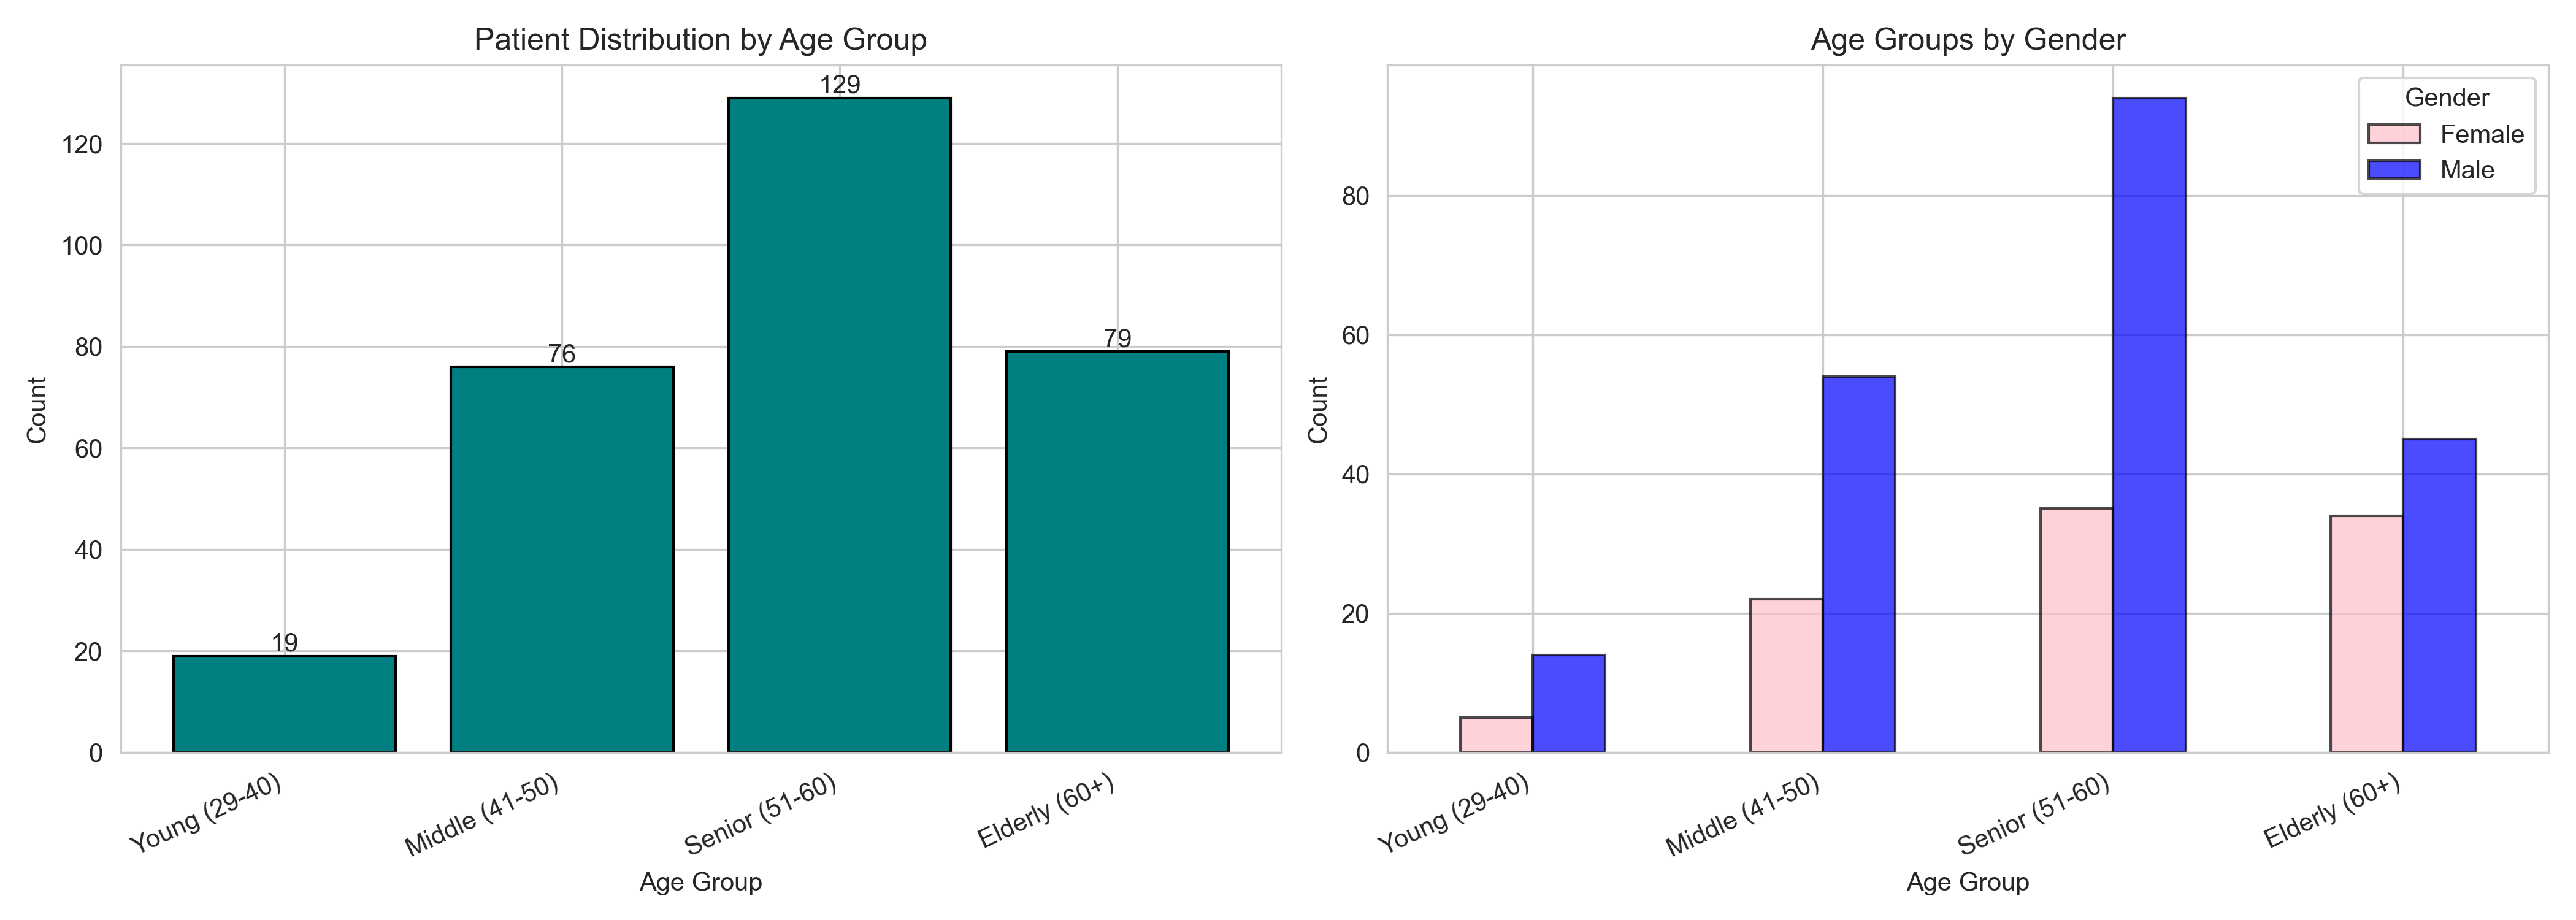 Patient Distribution by Age Group
129
76
79
19
120
100
80
60
40
20
0
Count
Young (29-40)
Middle (41-50)
Senior (51-60)
Elderly (60+)
Age Group
Age Groups by Gender
Gender
Female
Male
80
60
40
20
0
Count
Young (29-40)
Middle (41-50)
Senior (51-60)
Elderly (60+)
Age Group